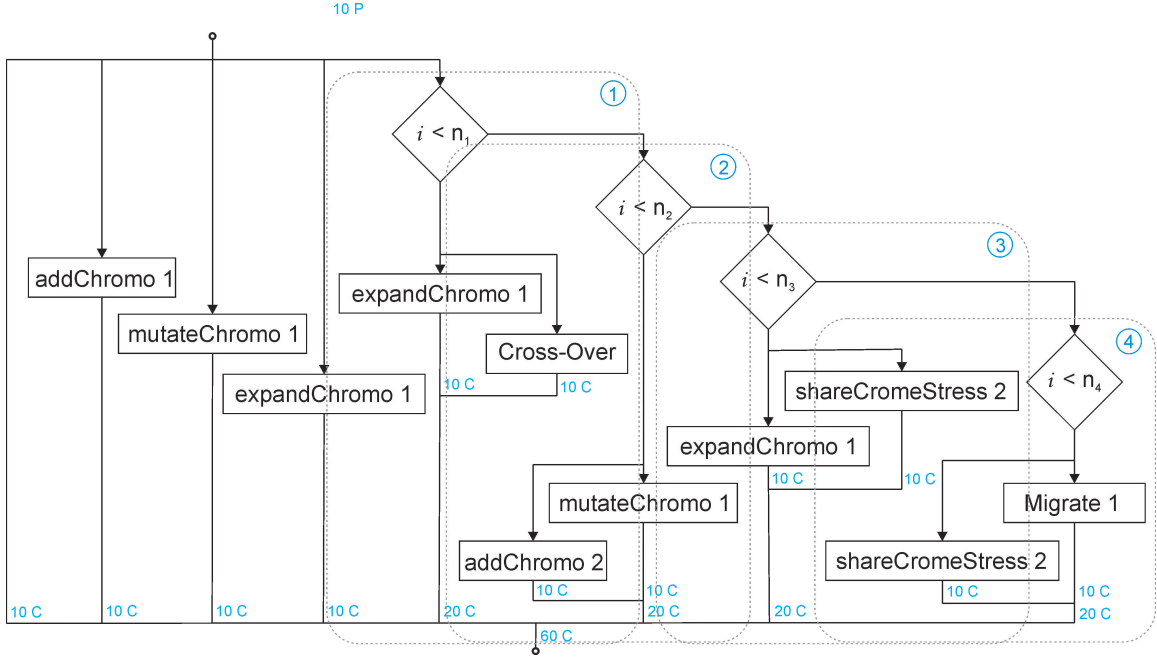 10 P
1
i < n1
2
i < n2
3
addChromo 1
i < n3
expandChromo 1
mutateChromo 1
4
Cross-Over
10 C
10 C
expandChromo 1
shareCromeStress 2
i < n4
expandChromo 1
10 C
10 C
mutateChromo 1
Migrate 1
addChromo 2
shareCromeStress 2
10 C
10 C
10 C
10 C
10 C
10 C
10 C
10 C
20 C
20 C
20 C
20 C
60 C